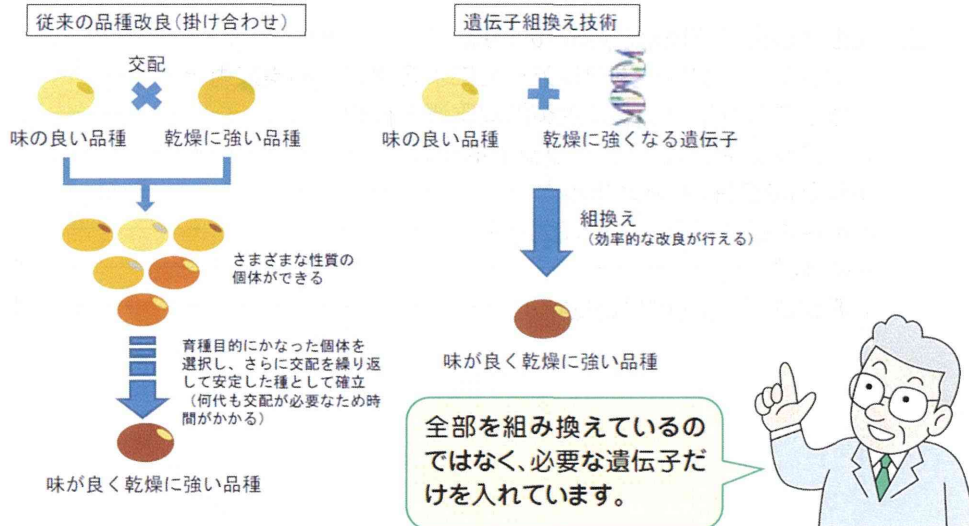 従来の品種改良(掛け合わせ)
交配
味の良い品種
乾燥に強い品種
さまざまな性質の
個体ができる
育種目的にかなった個体を
選択し、さらに交配を繰り返
して安定した種として確立
(何代も交配が必要なため時
間がかかる)
味が良く乾燥に強い品種
遺伝子組換え技術
味の良い品種
乾燥に強くなる遺伝子
組換え
(効率的な改良が行える)
味が良く乾燥に強い品種
全部を組み換えているの
ではなく、必要な遺伝子だ
けを入れています。